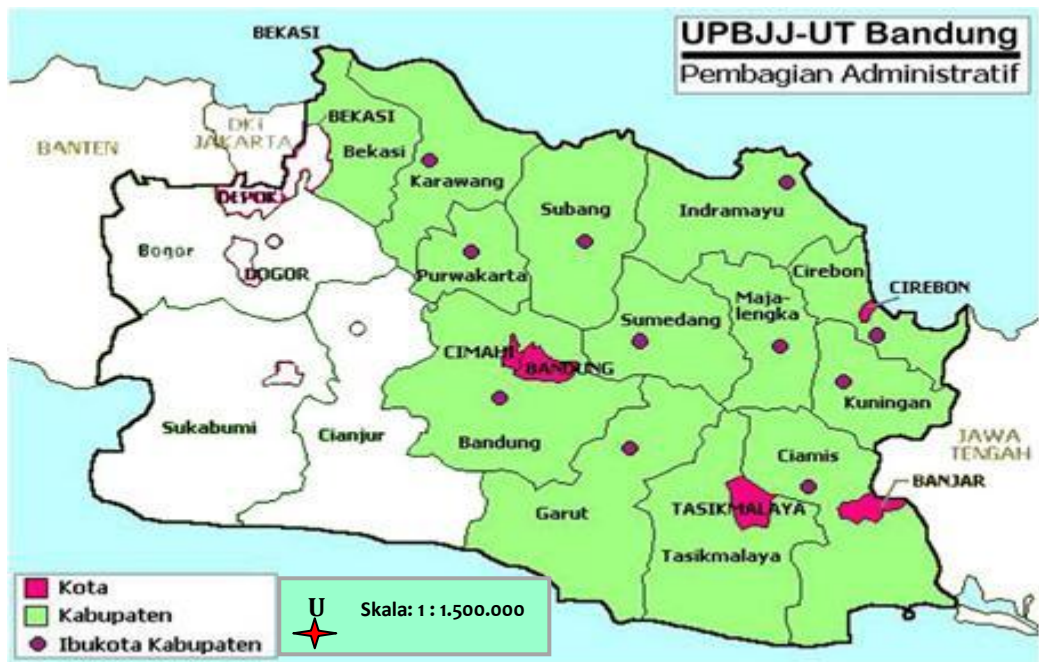 UPBJJ-UT Bandung
Pembagian Administratif
BEKASI
BANTEN
DKI
JAKARTA
BEKASI
Bekasi
Karawang
DEPOK
Subang
Indramayu
Bogor
BOGOR
Purwakarta
Cirebon
CIREBON
Maja-
lengka
Sumedang
CIMAHI
BANDUNG
Kuningan
Sukabumi
Cianjur
Bandung
Ciamis
JAWA
TENGAH
BANJAR
Garut
TASIKMALAYA
Tasikmalaya
Kota
Kabupaten
Ibukota Kabupaten
U
Skala: 1 : 1.500.000